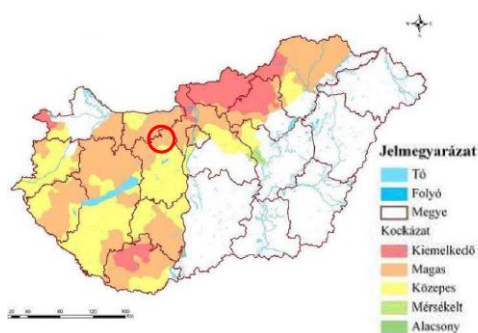 Jelmegyarázat
Tó
Folyó
Megye
Kockázat
Kiemelkedő
Magas
Közepes
Mérsékelt
Alacsony